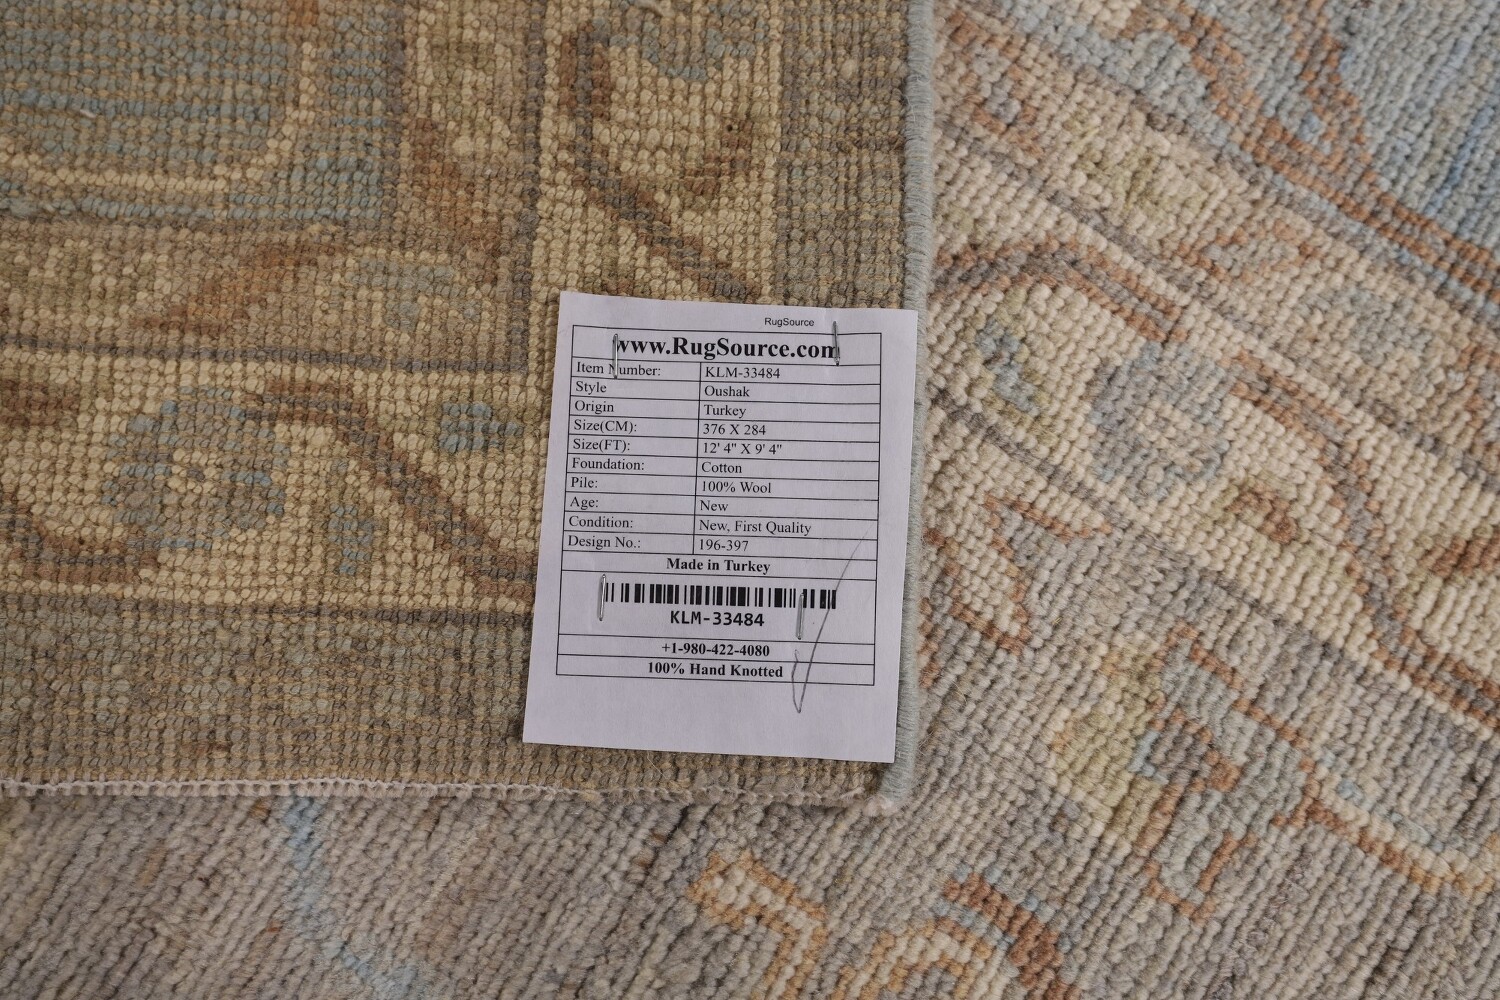 RugSource
www.RugSource.com
Item Number: KLM-33484
Style Oushak
Origin Turkey
Size(CM): 376 X 284
Size(FT): 12' 4" X 9' 4"
Foundation: Cotton
Pile: 100% Wool
Age: New
Condition: New, First Quality
Design No.: 196-397
Made in Turkey
KLM-33484
+1-980-422-4080
100% Hand Knotted